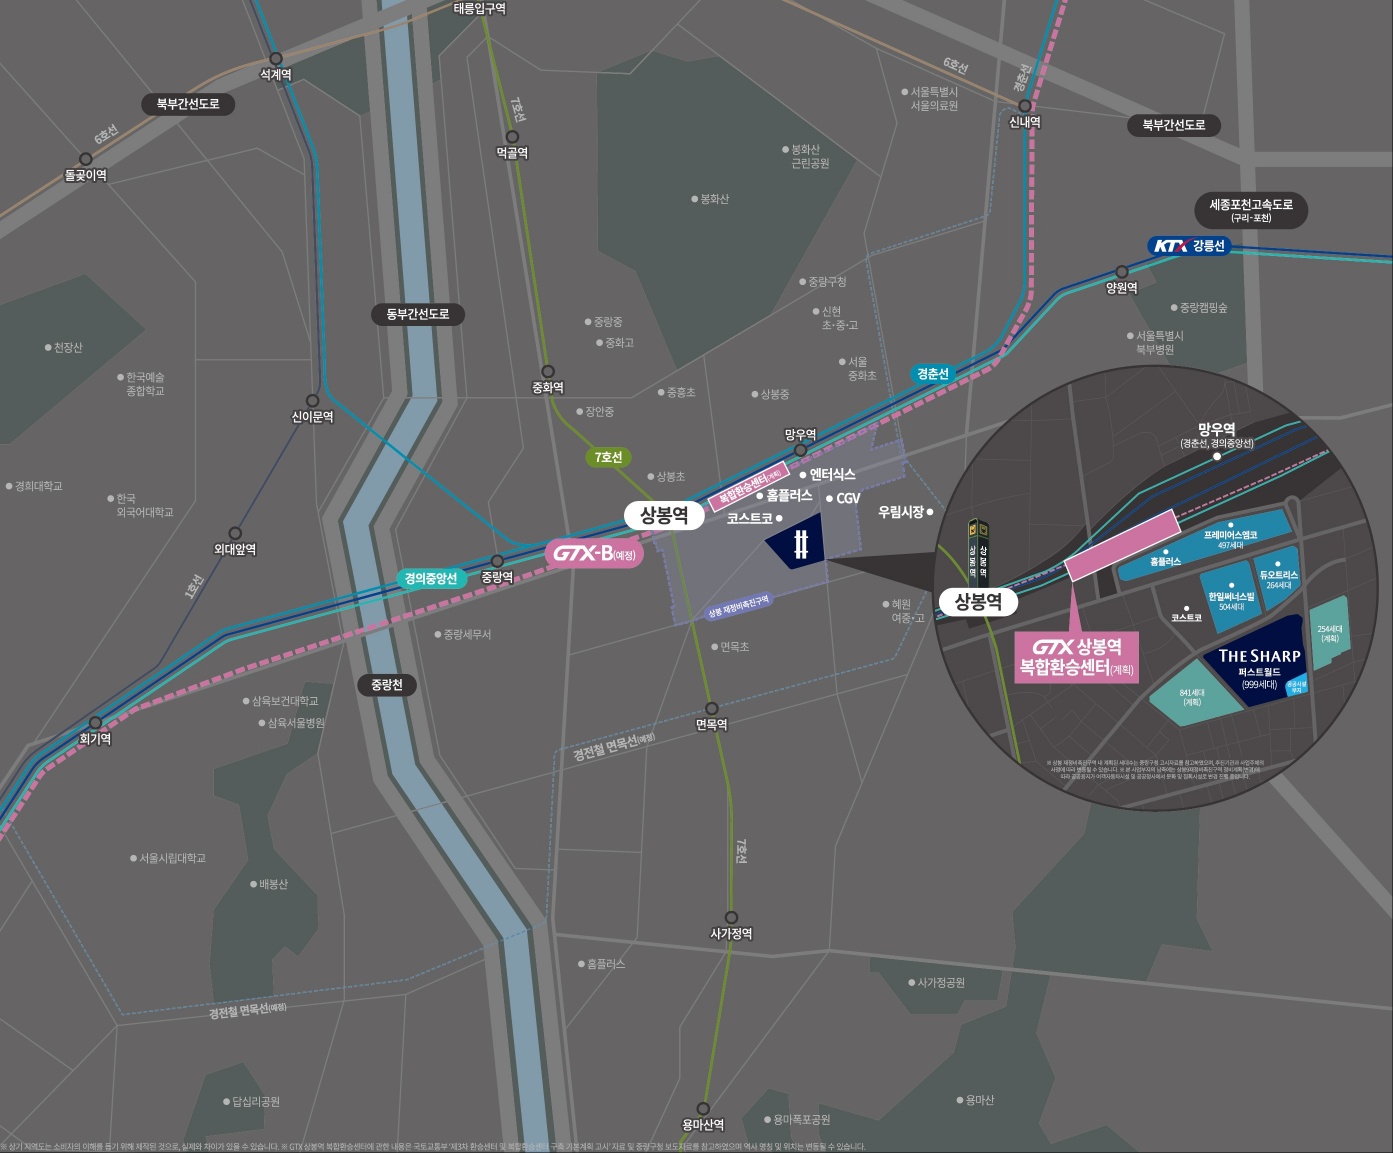 태릉입구역
석계역
북부간선도로
6호선
돌곶이역
7호선
먹골역
6호선
경춘선
서울특별시
서울의료원
신내역
북부간선도로
봉화산
근린공원
봉화산
세종포천고속도로
(구리-포천)
KTX 강릉선
양원역
중랑구청
중랑캠핑숲
동부간선도로
신현
초·중·고
중랑중
중화고
서울특별시
북부병원
천장산
서울
중화초
한국예술
종합학교
중화역
경춘선
중흥초
상봉중
신이문역
장안중
망우역
7호선
상봉초
엔터식스
복합환승센터(계획)
홈플러스
CGV
경희대학교
한국
외국어대학교
상봉역
코스트코
우림시장
외대앞역
GTX-B(예정)
경의중앙선
중랑역
1호선
상봉 재정비촉진구역
혜원
여중·고
중랑세무서
면목초
중랑천
삼육보건대학교
삼육서울병원
회기역
면목역
경전철 면목선(예정)
망우역
(경춘선, 경의중앙선)
프레미어스엠코
497세대
홈플러스
듀오트리스
264세대
한일써너스빌
504세대
코스트코
상봉역
상봉역
상봉역
254세대
(계획)
GTX 상봉역
복합환승센터(계획)
THE SHARP
퍼스트월드
(999세대)
공공시설
부지
841세대
(계획)
7호선
서울시립대학교
배봉산
사가정역
홈플러스
사가정공원
경전철 면목선(예정)
답십리공원
용마산역
용마폭포공원
용마산
※ 상기 지역도는 소비자의 이해를 돕기 위해 제작된 것으로, 실제와 차이가 있을 수 있습니다. ※ GTX 상봉역 복합환승센터에 관한 내용은 국토교통부 '제3차 환승센터 및 복합환승센터 구축 기본계획 고시' 자료 및 중랑구청 보도자료를 참고하였으며 역사 명칭 및 위치는 변동될 수 있습니다.